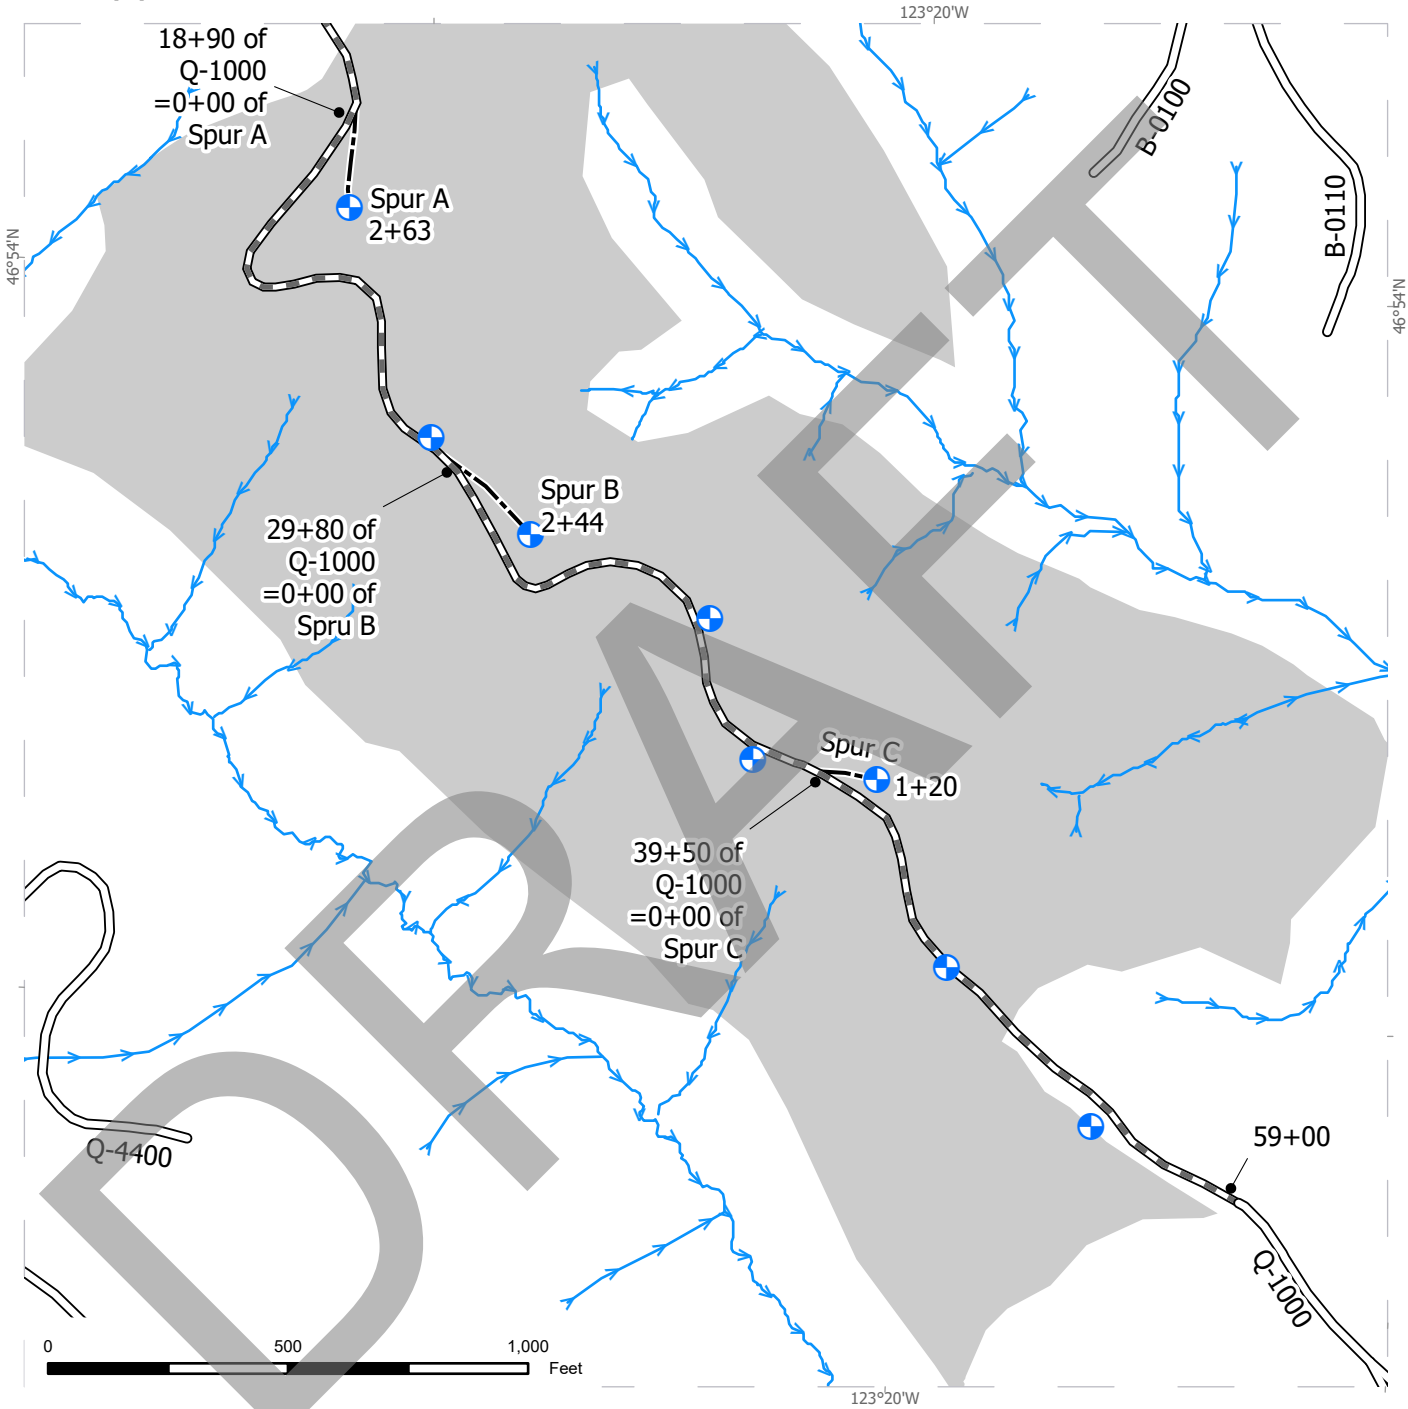 123°20'W
18+90 of
Q-1000
=0+00 of
Spur A
B-0100
B-0110
Spur A
2+63
46°54'N
46°54'N
Spur B
2+44
29+80 of
Q-1000
=0+00 of
Spru B
Spur C
1+20
39+50 of
Q-1000
=0+00 of
Spur C
59+00
Q-4400
Q-1000
0 500 1,000
Feet
123°20'W
DRAFT